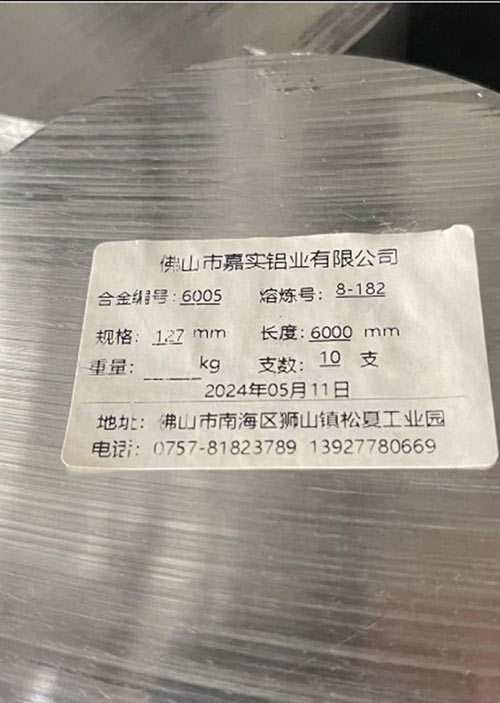 佛山市嘉实铝业有限公司
合金编号: 6005 熔炼号: 8-182
规格: 127 mm 长度: 6000 mm
重量: ____ kg 支数: 10 支
2024年05月11日
地址: 佛山市南海区狮山镇松夏工业园
电话: 0757-81823789 13927780669